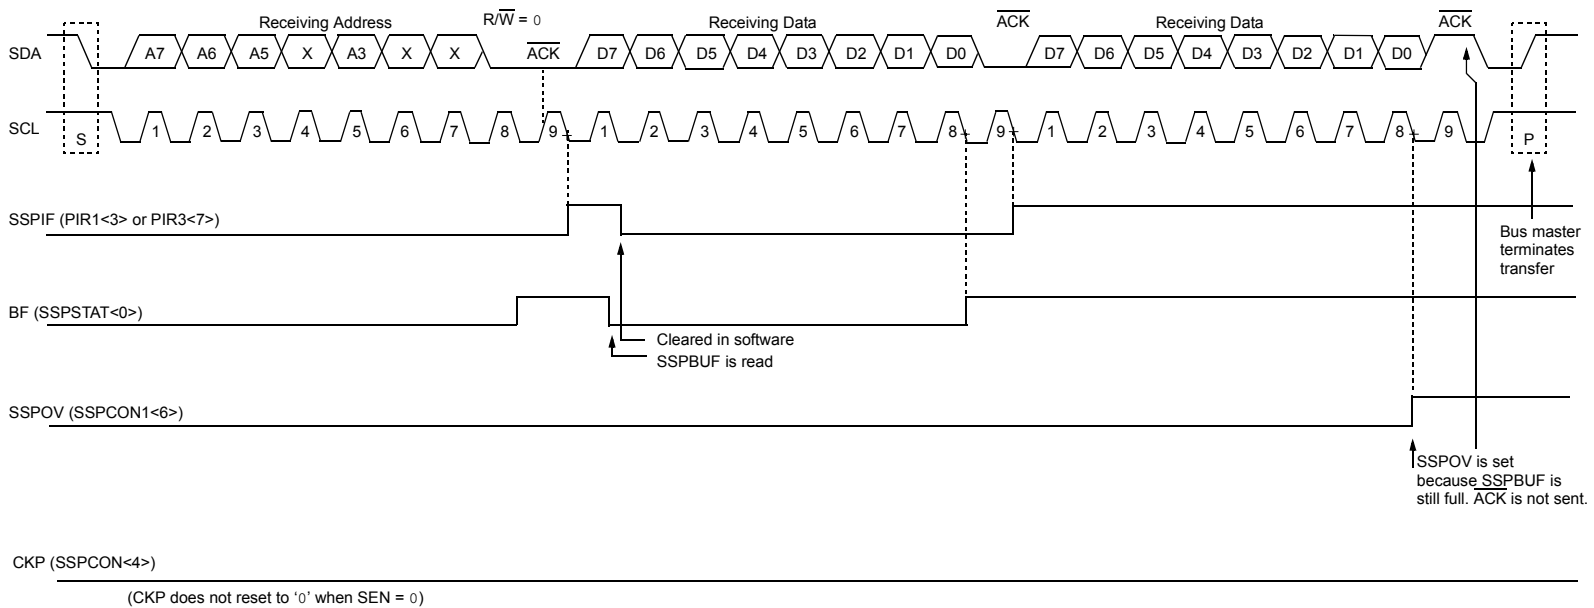 Receiving Address R/W = 0 Receiving Data ACK Receiving Data ACK
SDA A7 A6 A5 X A3 X X ACK D7 D6 D5 D4 D3 D2 D1 D0 D7 D6 D5 D4 D3 D2 D1 D0
SCL S 1 2 3 4 5 6 7 8 9 1 2 3 4 5 6 7 8 9 1 2 3 4 5 6 7 8 9 P
SSPIF (PIR1<3> or PIR3<7>)
Bus master
terminates
transfer
BF (SSPSTAT<0>)
Cleared in software
SSPBUF is read
SSPOV (SSPCON1<6>)
SSPOV is set
because SSPBUF is
still full. ACK is not sent.
CKP (SSPCON<4>)
(CKP does not reset to ‘0’ when SEN = 0)